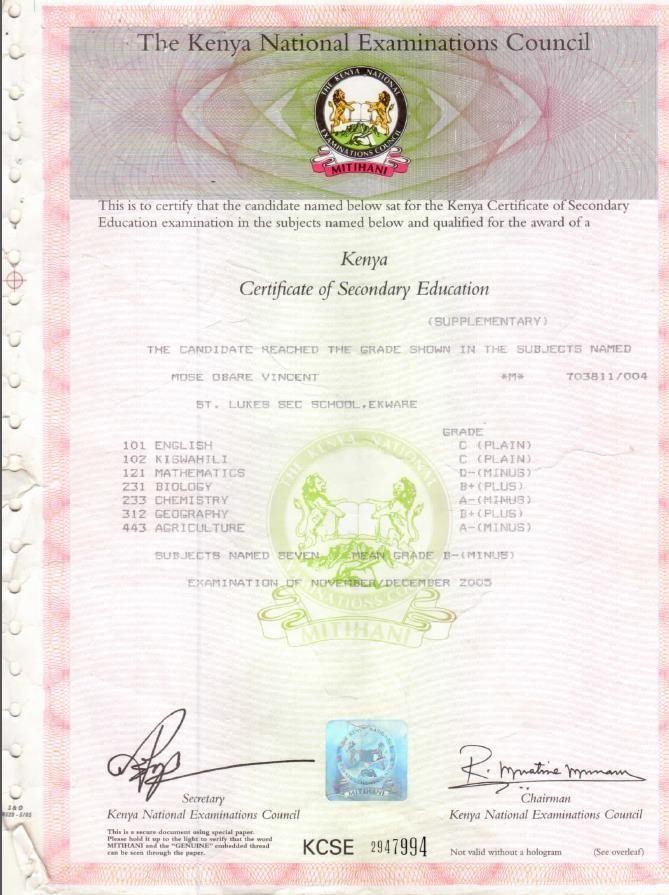 The Kenya National Examinations Council
THE KENYA NATIONAL
EXAMINATIONS COUNCIL
MITIHANI
This is to certify that the candidate named below sat for the Kenya Certificate of Secondary
Education examination in the subjects named below and qualified for the award of a
Kenya
Certificate of Secondary Education
(SUPPLEMENTARY)
THE CANDIDATE REACHED THE GRADE SHOWN IN THE SUBJECTS NAMED
MOSE OBARE VINCENT *M* 703811/004
ST. LUKES SEC SCHOOL,EKWARE
GRADE
101 ENGLISH C (PLAIN)
102 KISWAHILI C (PLAIN)
121 MATHEMATICS D-(MINUS)
231 BIOLOGY B+(PLUS)
233 CHEMISTRY A-(MINUS)
312 GEOGRAPHY B+(PLUS)
443 AGRICULTURE A-(MINUS)
SUBJECTS NAMED SEVEN MEAN GRADE B-(MINUS)
EXAMINATION OF NOVEMBER/DECEMBER 2005
THE KENYA NATIONAL
MITIHANI
MITIHANI
Secretary
Kenya National Examinations Council
Chairman
Kenya National Examinations Council
This is a secure document using special paper.
Please hold it up to the light to verify that the word
MITIHANI and the "GENUINE" embedded thread
can be seen through the paper.
KCSE 2947994
Not valid without a hologram (See overleaf)